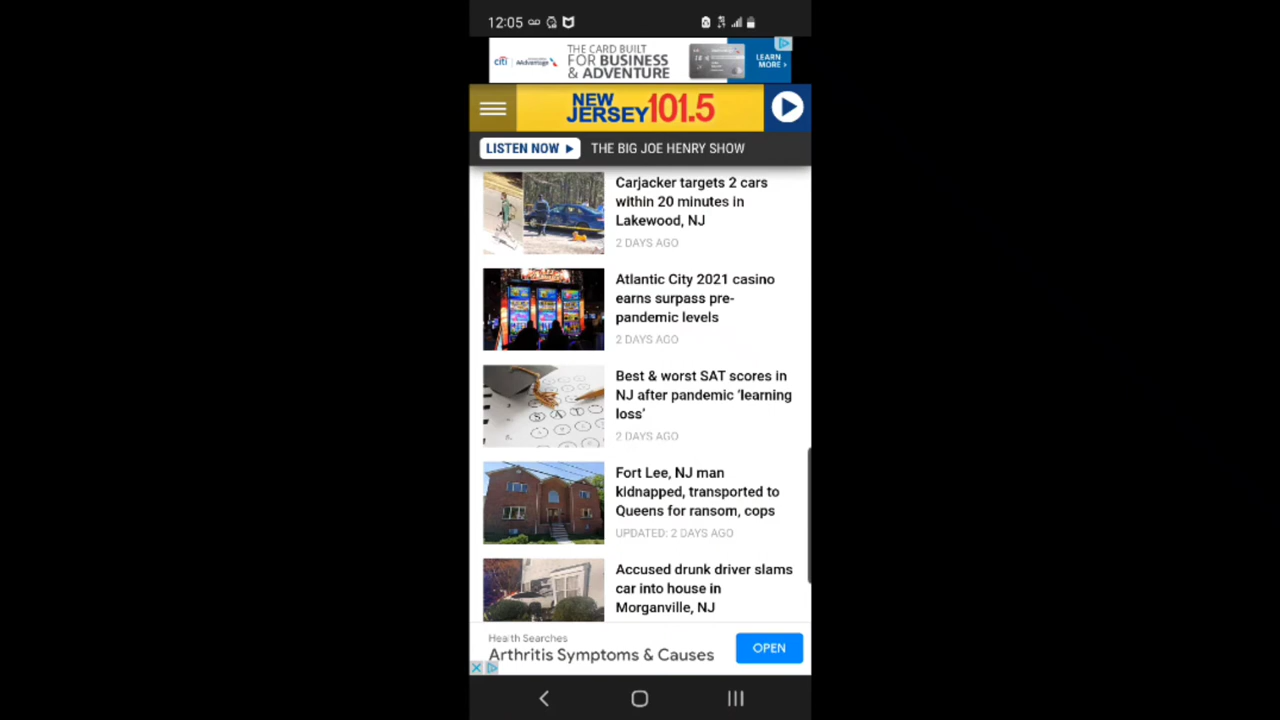 12:05
citi | AAdvantage
THE CARD BUILT
FOR BUSINESS
& ADVENTURE
LEARN
MORE ›
NEW
JERSEY 101.5
LISTEN NOW
THE BIG JOE HENRY SHOW
Carjacker targets 2 cars
within 20 minutes in
Lakewood, NJ
2 DAYS AGO
Atlantic City 2021 casino
earns surpass pre-
pandemic levels
2 DAYS AGO
SAT
Best & worst SAT scores in
NJ after pandemic ‘learning
loss’
2 DAYS AGO
Fort Lee, NJ man
kidnapped, transported to
Queens for ransom, cops
UPDATED: 2 DAYS AGO
Accused drunk driver slams
car into house in
Morganville, NJ
Health Searches
Arthritis Symptoms & Causes
OPEN